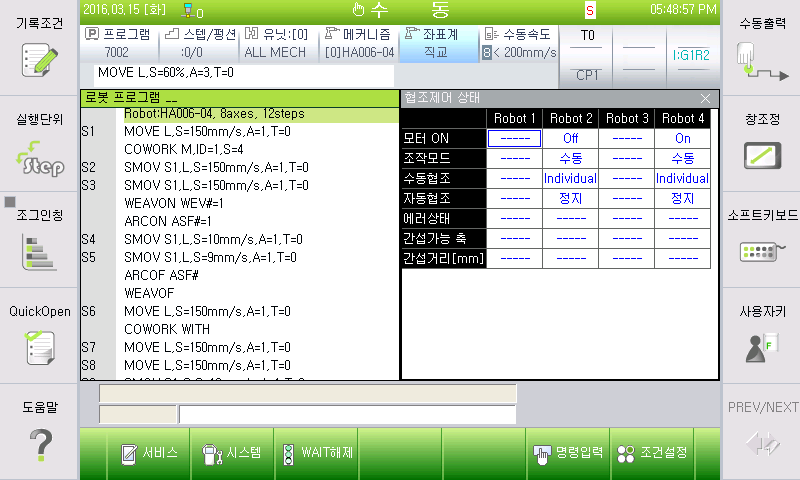 2016.03.15 [화] 0 수 동 S 05:48:57 PM
기록조건
실행단위
조그인칭
QuickOpen
도움말
P 프로그램 7002
스텝/펑션 :0/0
유닛:[0] ALL MECH
메커니즘 [0]HA006-04
좌표계 직교
수동속도 8 < 200mm/s
T0
CP1
I:G1R2
MOVE L,S=60%,A=3,T=0
로봇 프로그램 __
Robot:HA006-04, 8axes, 12steps
S1 MOVE L,S=150mm/s,A=1,T=0
COWORK M,ID=1,S=4
S2 SMOV S1,L,S=150mm/s,A=1,T=0
S3 SMOV S1,L,S=150mm/s,A=1,T=0
WEAVON WEV#=1
ARCON ASF#=1
S4 SMOV S1,L,S=10mm/s,A=1,T=0
S5 SMOV S1,L,S=9mm/s,A=1,T=0
ARCOF ASF#
WEAVOF
S6 MOVE L,S=150mm/s,A=1,T=0
COWORK WITH
S7 MOVE L,S=150mm/s,A=1,T=0
S8 MOVE L,S=150mm/s,A=1,T=0
협조제어 상태
Robot 1 Robot 2 Robot 3 Robot 4
모터 ON ----- Off ----- On
조작모드 ----- 수동 ----- 수동
수동협조 ----- Individual ----- Individual
자동협조 ----- 정지 ----- 정지
에러상태 ----- ----- ----- -----
간섭가능 축 ----- ----- ----- -----
간섭거리[mm] ----- ----- ----- -----
수동출력
창조정
소프트키보드
사용자키
F
PREV/NEXT
서비스 시스템 WAIT해제 명령입력 조건설정
Step